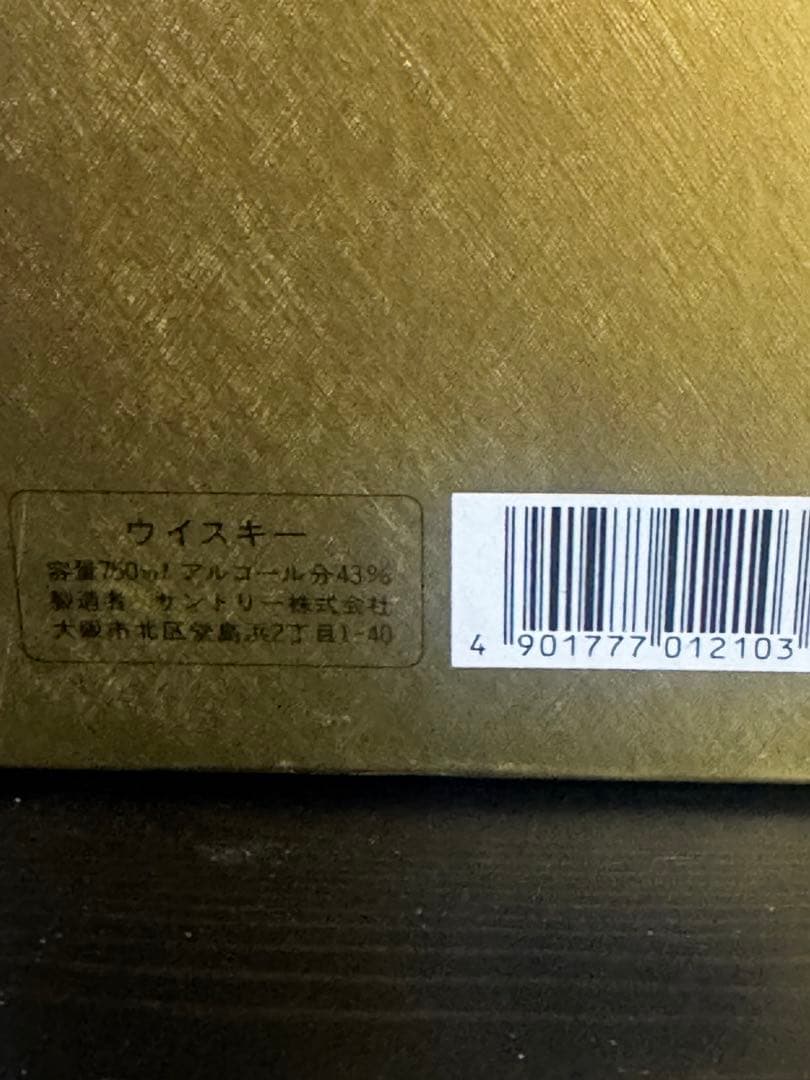 ウイスキー
容量750ml アルコール分43%
製造者 サントリー株式会社
大阪市北区堂島浜2丁目1-40
4 901777 012103